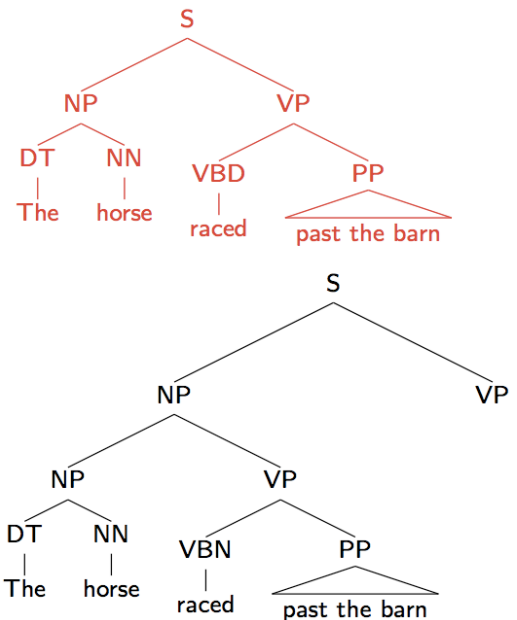 S
NP VP
DT NN VBD PP
The horse raced past the barn
S
NP VP
NP VP
DT NN VBN PP
The horse raced past the barn